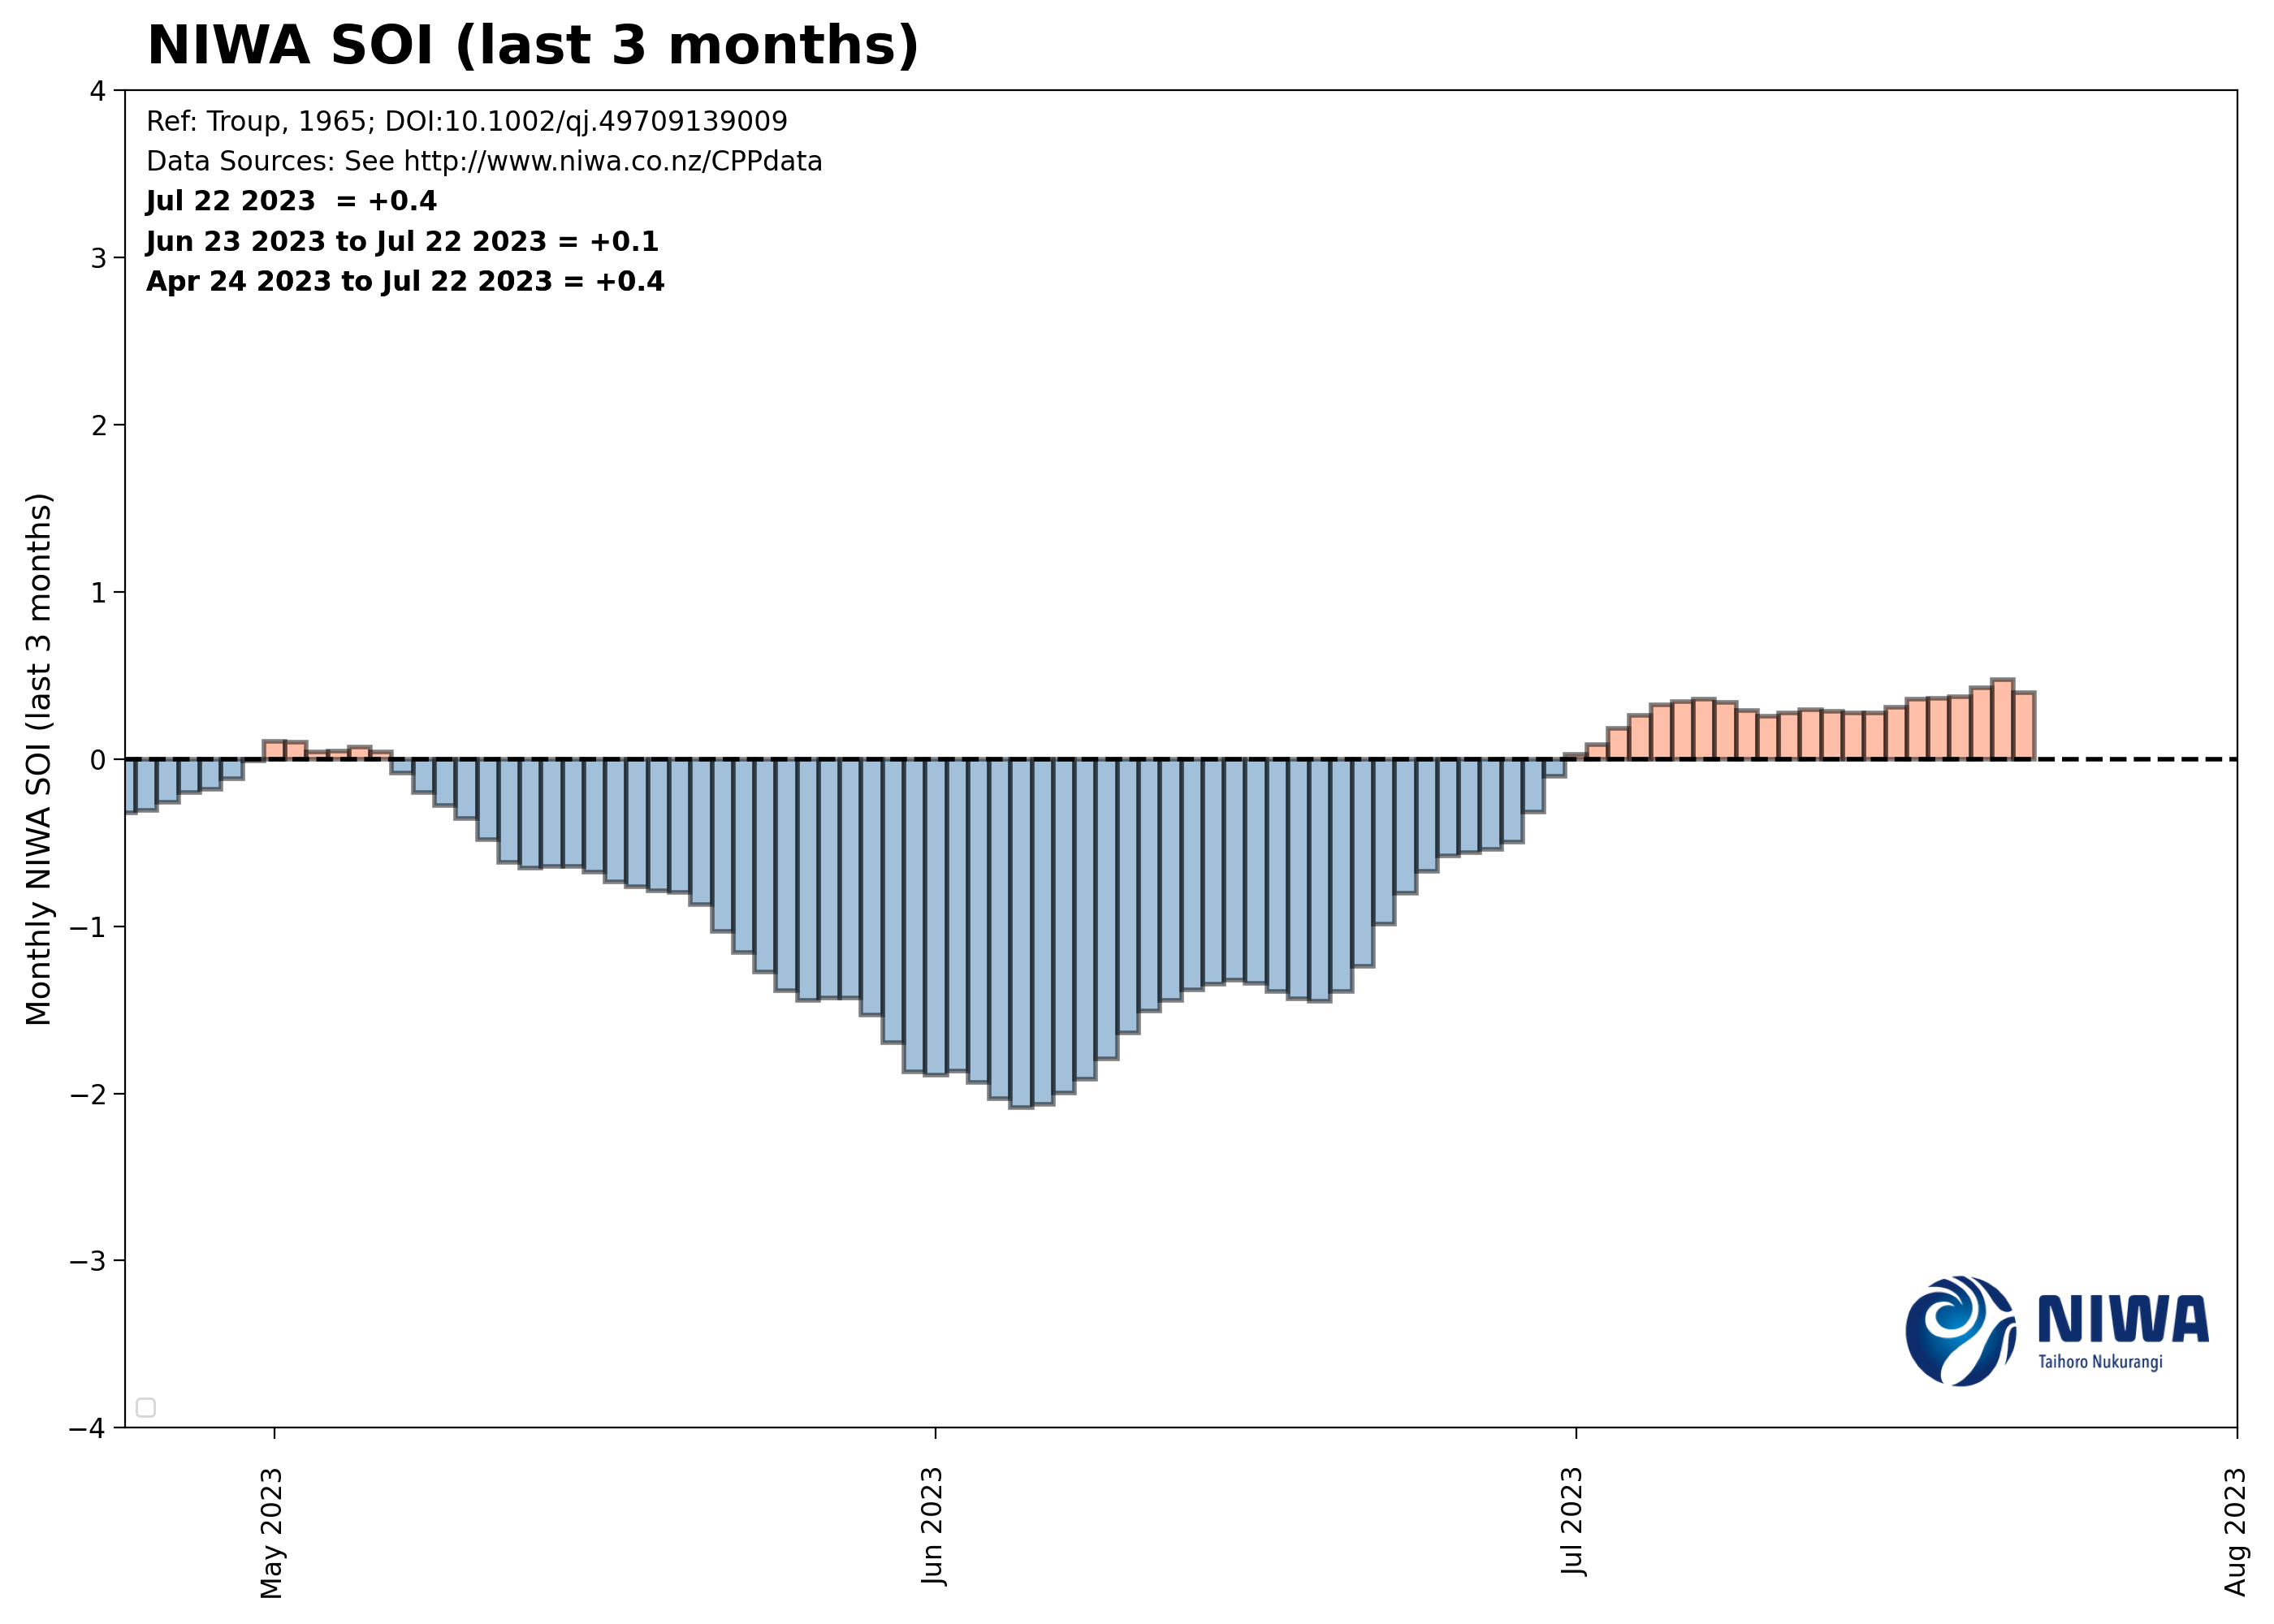 NIWA SOI (last 3 months)
Ref: Troup, 1965; DOI:10.1002/qj.49709139009
Data Sources: See http://www.niwa.co.nz/CPPdata
Jul 22 2023  = +0.4
Jun 23 2023 to Jul 22 2023 = +0.1
Apr 24 2023 to Jul 22 2023 = +0.4
Monthly NIWA SOI (last 3 months)
4
3
2
1
0
−1
−2
−3
−4
May 2023
Jun 2023
Jul 2023
Aug 2023
NIWA
Taihoro Nukurangi